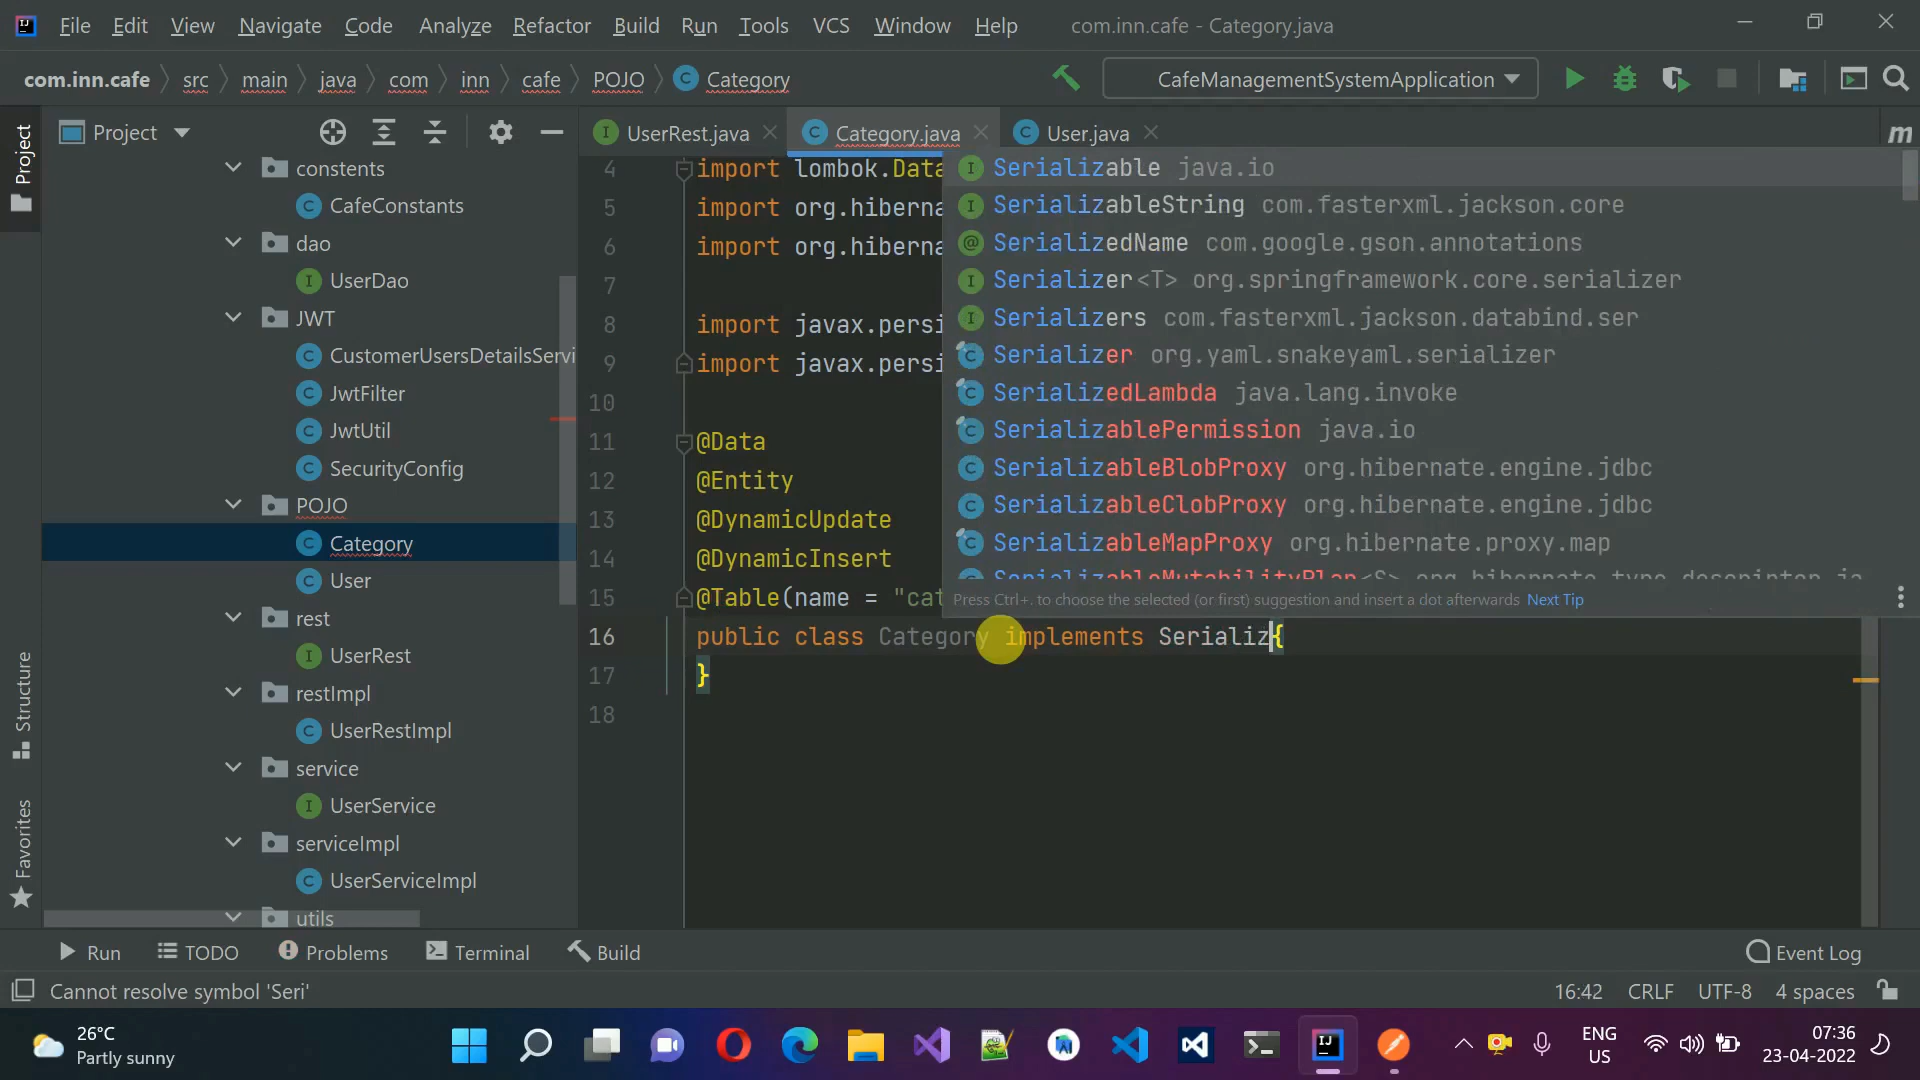 File Edit View Navigate Code Analyze Refactor Build Run Tools VCS Window Help com.inn.cafe - Category.java
com.inn.cafe src main java com inn cafe POJO Category CafeManagementSystemApplication
Project
UserRest.java Category.java User.java
Project
Structure
Favorites
constents
CafeConstants
dao
UserDao
JWT
CustomerUsersDetailsServi
JwtFilter
JwtUtil
SecurityConfig
POJO
Category
User
rest
UserRest
restImpl
UserRestImpl
service
UserService
serviceImpl
UserServiceImpl
utils
4 import lombok.Data
5 import org.hiberna
6 import org.hiberna
7
8 import javax.persi
9 import javax.persi
10
11 @Data
12 @Entity
13 @DynamicUpdate
14 @DynamicInsert
15 @Table(name = "cat
16 public class Category implements Serializ{
17 }
18
Serializable java.io
SerializableString com.fasterxml.jackson.core
SerializedName com.google.gson.annotations
Serializer<T> org.springframework.core.serializer
Serializers com.fasterxml.jackson.databind.ser
Serializer org.yaml.snakeyaml.serializer
SerializedLambda java.lang.invoke
SerializablePermission java.io
SerializableBlobProxy org.hibernate.engine.jdbc
SerializableClobProxy org.hibernate.engine.jdbc
SerializableMapProxy org.hibernate.proxy.map
SerializableMutabilityPlan<S> org.hibernate.type.descriptor.ja
Press Ctrl+. to choose the selected (or first) suggestion and insert a dot afterwards Next Tip
m
Run TODO Problems Terminal Build Event Log
Cannot resolve symbol 'Seri' 16:42 CRLF UTF-8 4 spaces
26°C
Partly sunny
ENG
US
07:36
23-04-2022